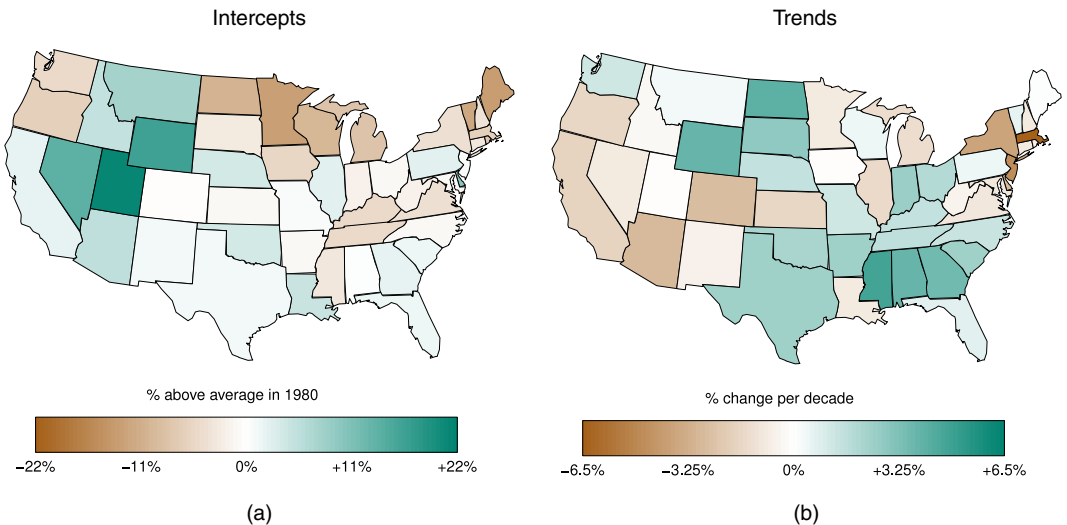 Intercepts
Trends
% above average in 1980
−22%
−11%
0%
+11%
+22%
% change per decade
−6.5%
−3.25%
0%
+3.25%
+6.5%
(a)
(b)